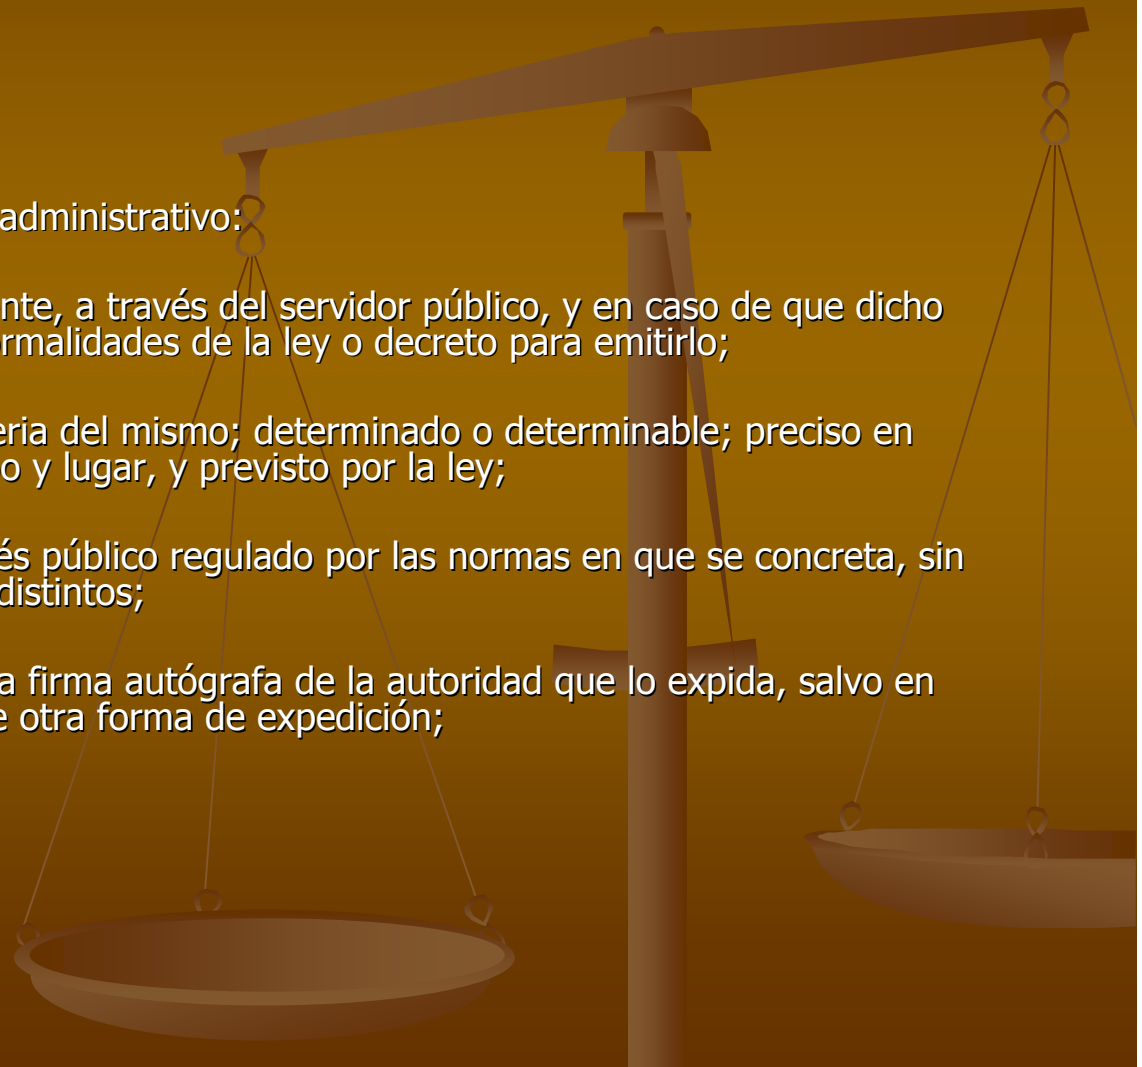 administrativo:
nte, a través del servidor público, y en caso de que dicho
rmalidades de la ley o decreto para emitirlo;
eria del mismo; determinado o determinable; preciso en
o y lugar, y previsto por la ley;
és público regulado por las normas en que se concreta, sin
distintos;
a firma autógrafa de la autoridad que lo expida, salvo en
e otra forma de expedición;